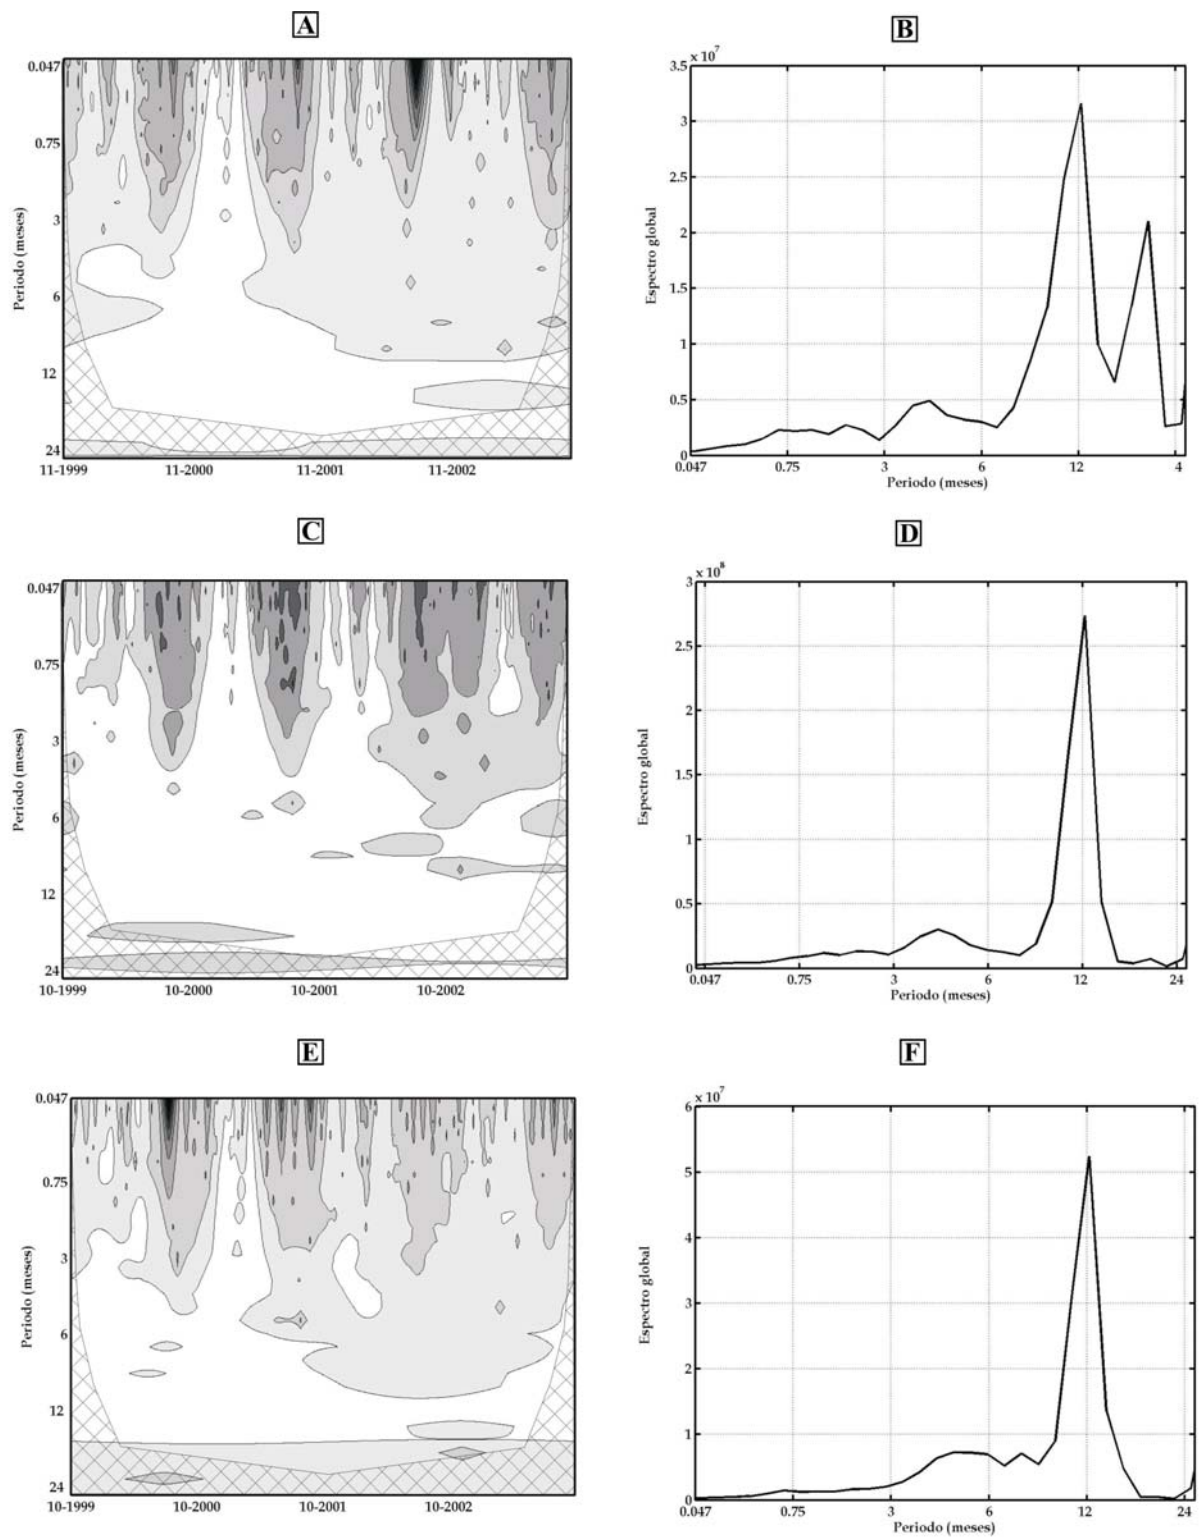 A
0.047
0.75
3
6
12
24
Periodo (meses)
11-1999 11-2000 11-2001 11-2002
B
x 10^7
3.5
3
2.5
2
1.5
1
0.5
0
Espectro global
0.047 0.75 3 6 12 4
Periodo (meses)
C
0.047
0.75
3
6
12
24
Periodo (meses)
10-1999 10-2000 10-2001 10-2002
D
x 10^8
3
2.5
2
1.5
1
0.5
0
Espectro global
0.047 0.75 3 6 12 24
Periodo (meses)
E
0.047
0.75
3
6
12
24
Periodo (meses)
10-1999 10-2000 10-2001 10-2002
F
x 10^7
6
5
4
3
2
1
0
Espectro global
0.047 0.75 3 6 12 24
Periodo (meses)